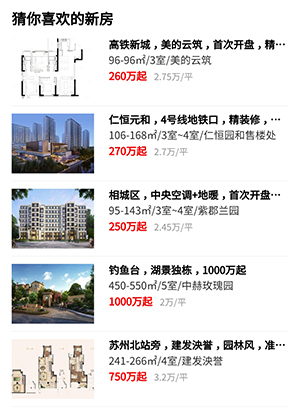 猜你喜欢的新房
高铁新城，美的云筑，首次开盘，精…
96-96㎡/3室/美的云筑
260万起 2.75万/平
仁恒元和，4号线地铁口，精装修，…
106-168㎡/3室~4室/仁恒园和售楼处
270万起 2.7万/平
相城区，中央空调+地暖，首次开盘…
95-143㎡/3室~4室/紫郡兰园
250万起 2.45万/平
钓鱼台，湖景独栋，1000万起
450-550㎡/5室/中赫玫瑰园
1000万起 2万/平
苏州北站旁，建发泱誉，园林风，准…
241-266㎡/4室/建发泱誉
750万起 3.2万/平